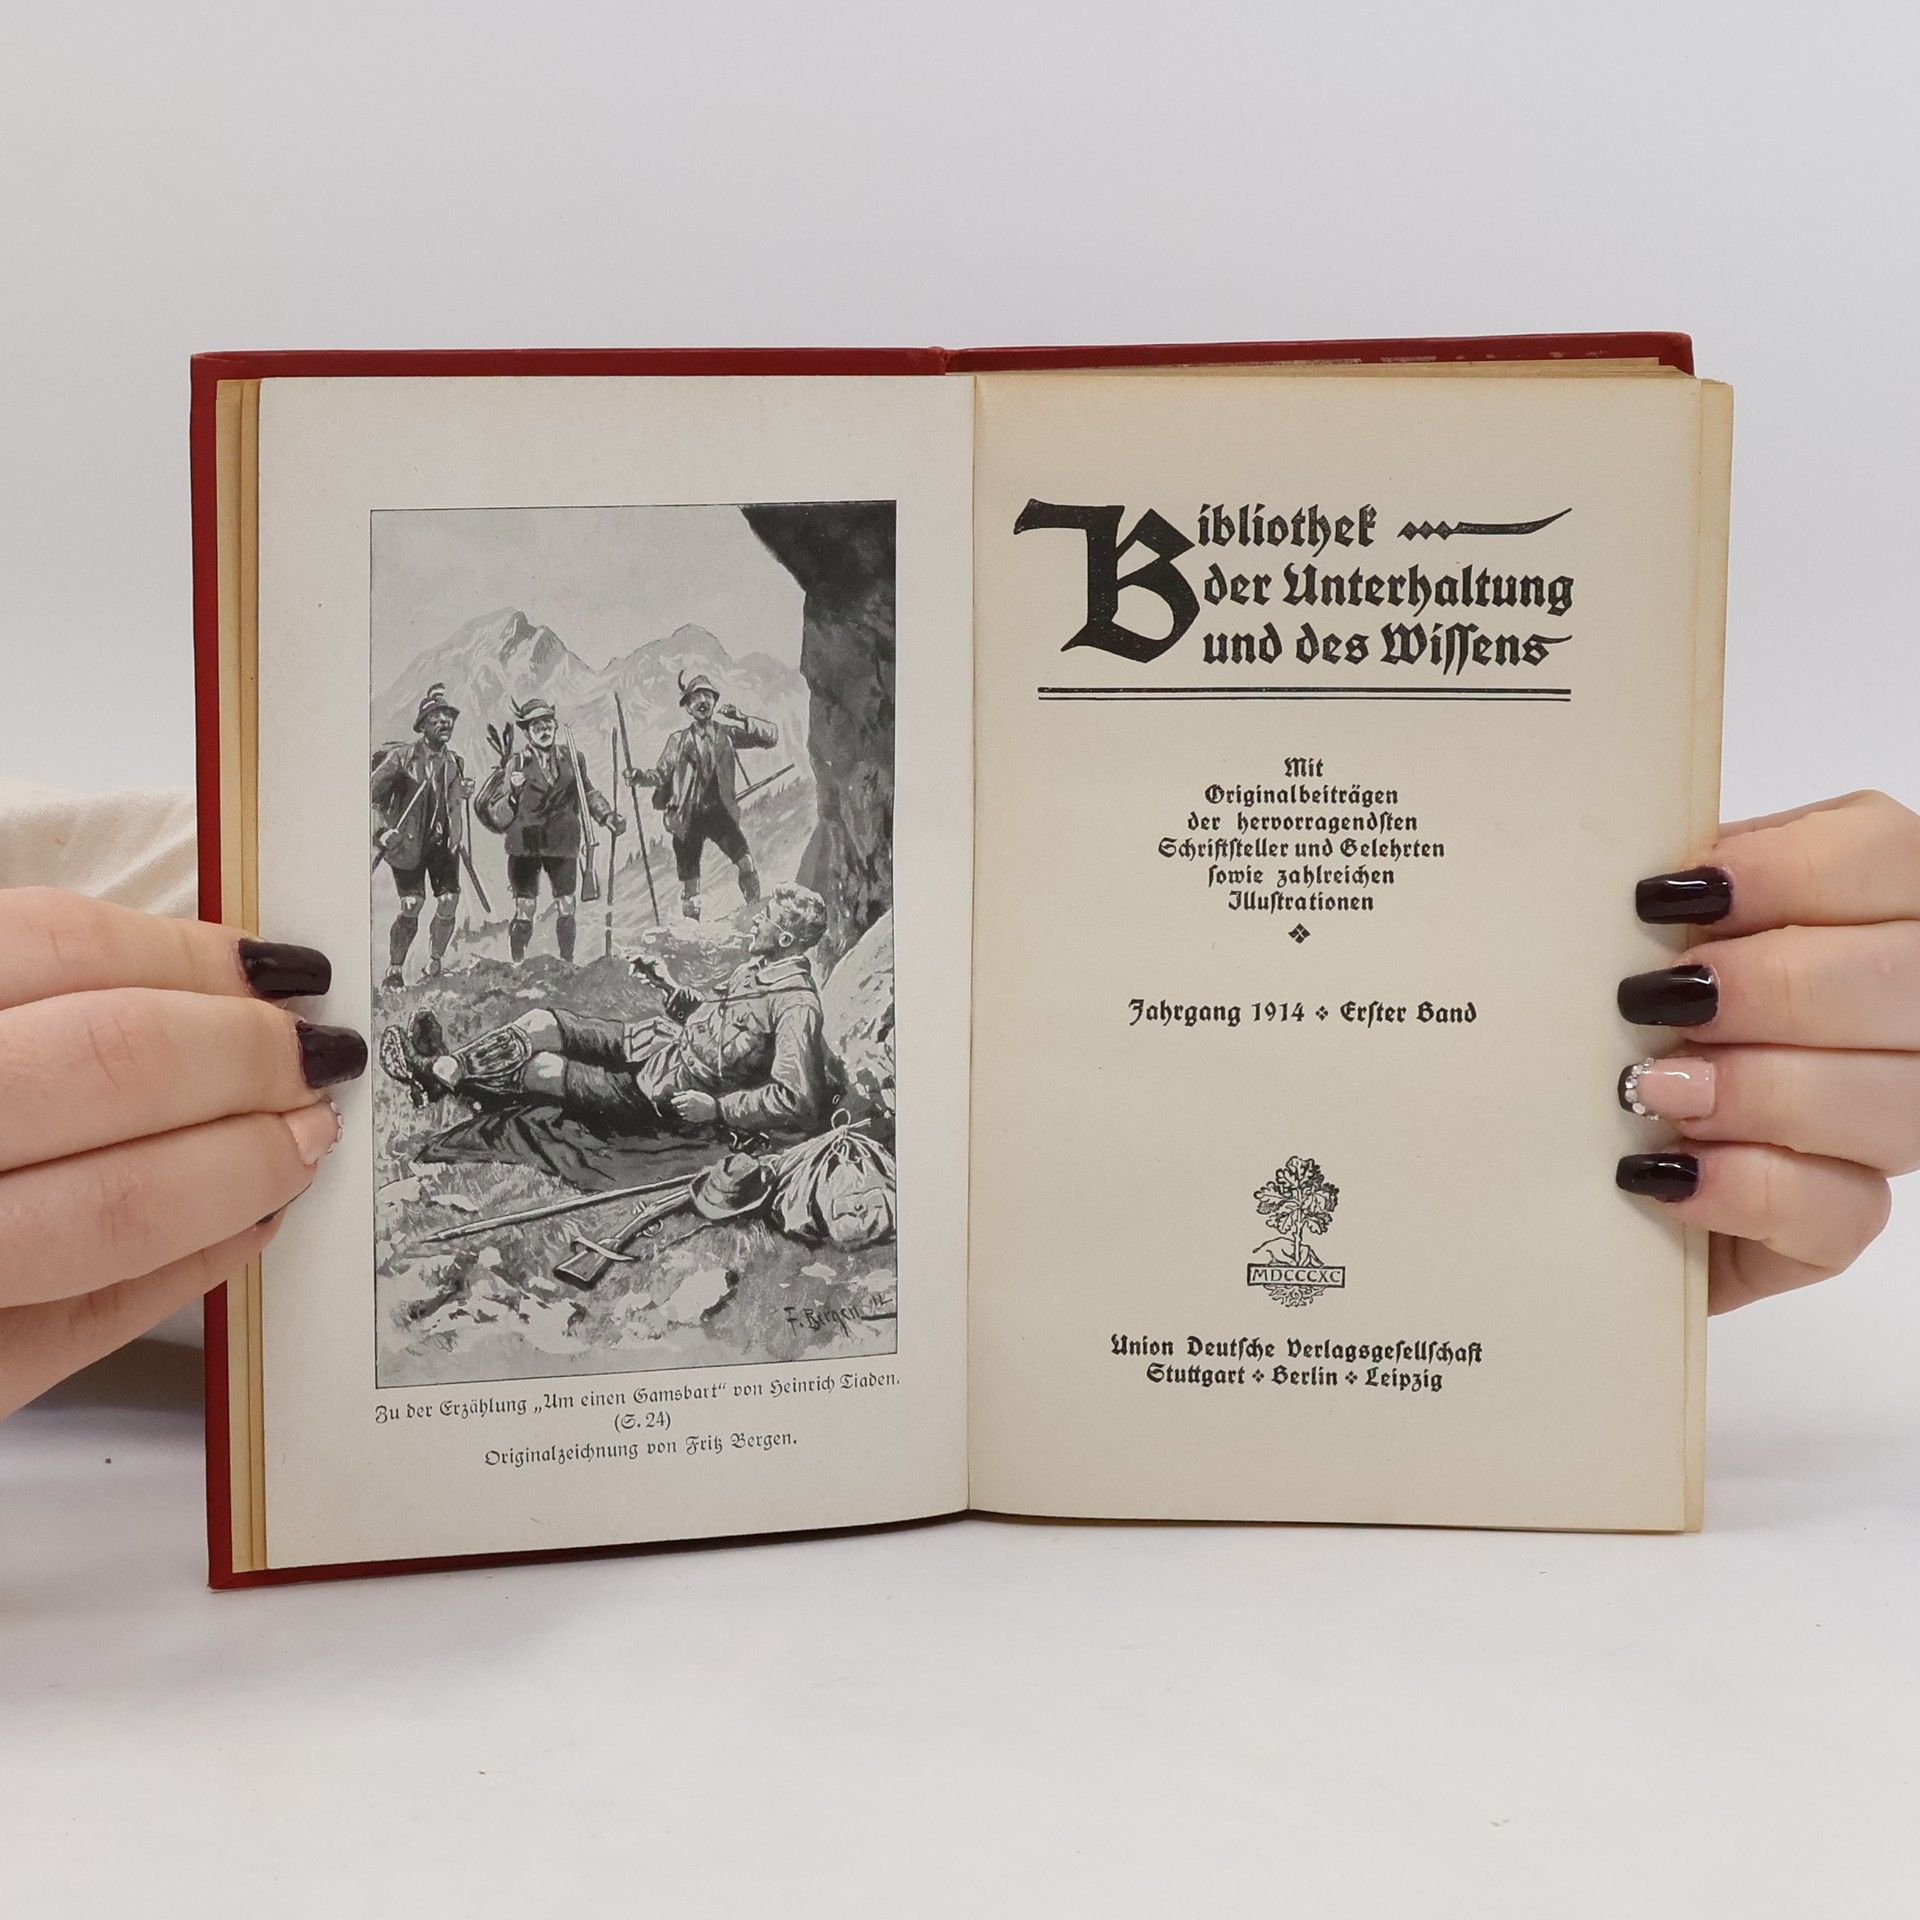 F. Bergen
Zu der Erzählung „Um einen Gamsbart“ von Heinrich Tiaden.
(S. 24)
Originalzeichnung von Fritz Bergen.
Bibliothek
der Unterhaltung
und des Wissens
Mit
Originalbeiträgen
der hervorragendsten
Schriftsteller und Gelehrten
sowie zahlreichen
Illustrationen
Jahrgang 1914 ❖ Erster Band
MDCCCXC
Union Deutsche Verlagsgesellschaft
Stuttgart ❖ Berlin ❖ Leipzig